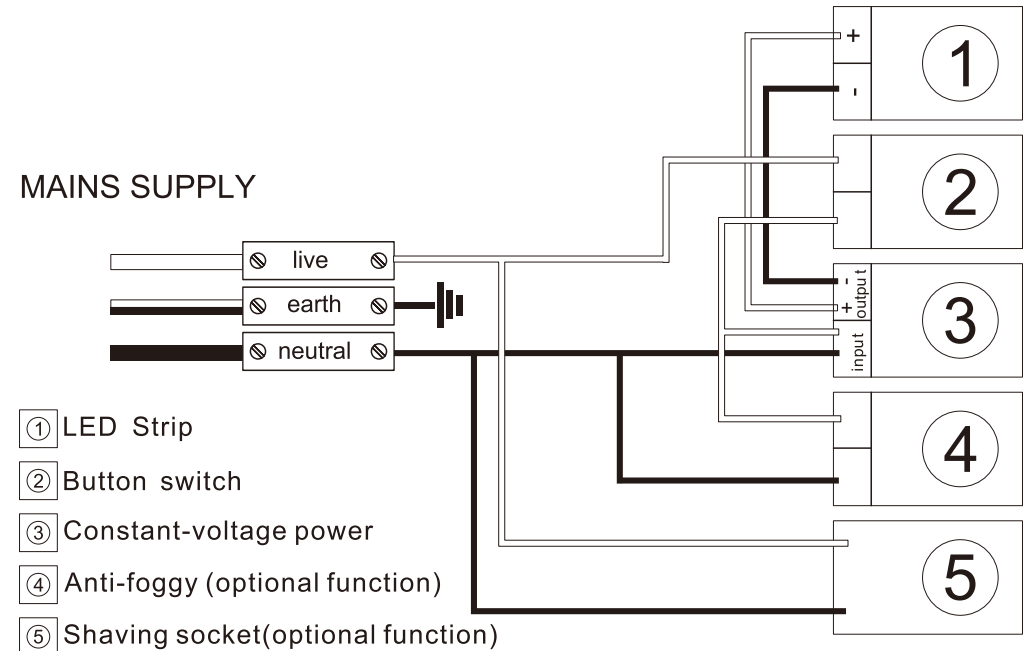 MAINS SUPPLY
live
earth
neutral
+
-
1
2
- output +
input
3
4
5
① LED Strip
② Button switch
③ Constant-voltage power
④ Anti-foggy (optional function)
⑤ Shaving socket(optional function)